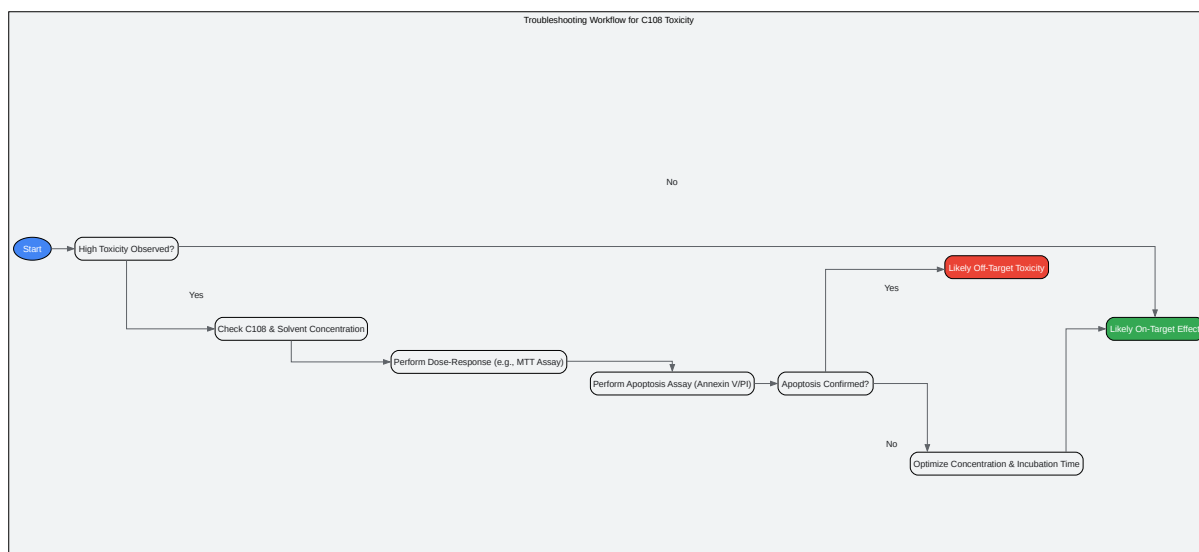 Troubleshooting Workflow for C108 Toxicity
No
Start
High Toxicity Observed?
Yes
Check C108 & Solvent Concentration
Perform Dose-Response (e.g., MTT Assay)
Perform Apoptosis Assay (Annexin V/PI)
Apoptosis Confirmed?
Yes
Likely Off-Target Toxicity
No
Optimize Concentration & Incubation Time
Likely On-Target Effect